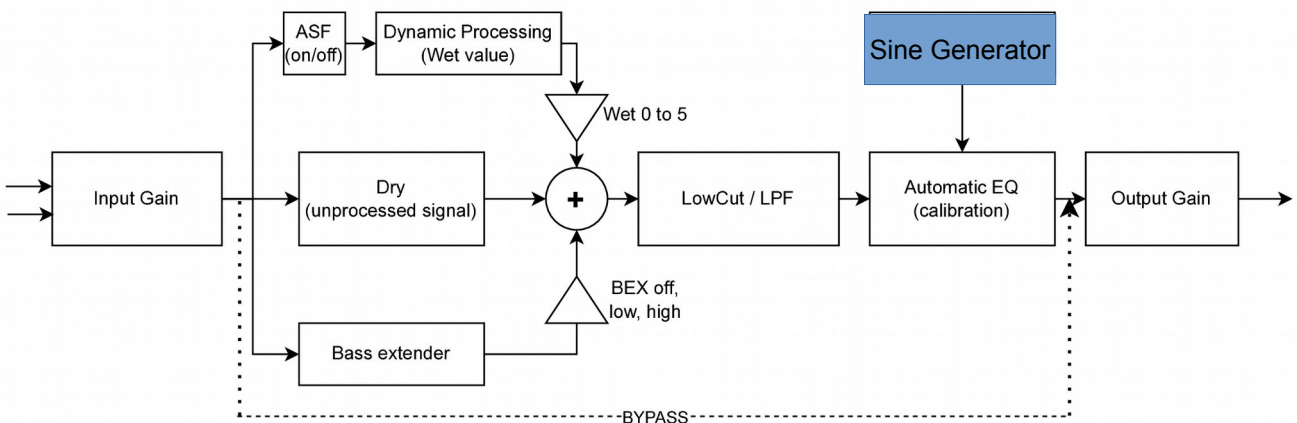 ASF
(on/off)
Dynamic Processing
(Wet value)
Sine Generator
Wet 0 to 5
Input Gain
Dry
(unprocessed signal)
+
LowCut / LPF
Automatic EQ
(calibration)
Output Gain
BEX off,
low, high
Bass extender
BYPASS